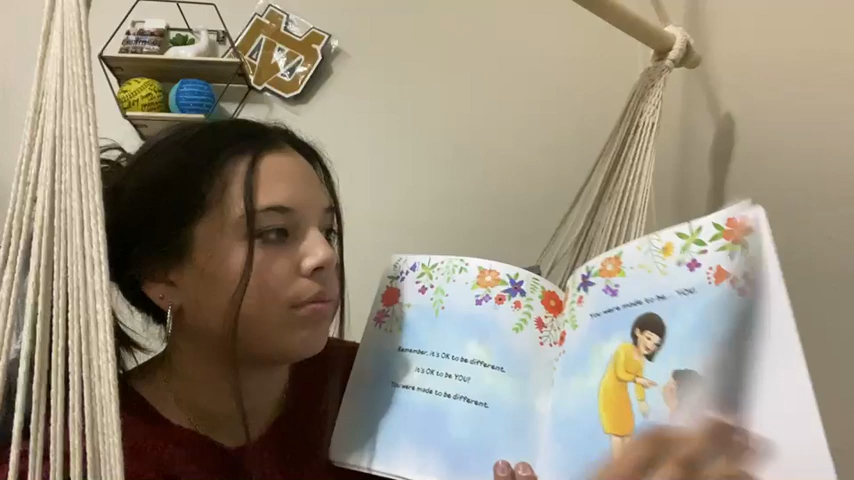 Remember, it's OK to be different.
It's OK to be YOU!
You were made to be different.
You were made to be YOU!